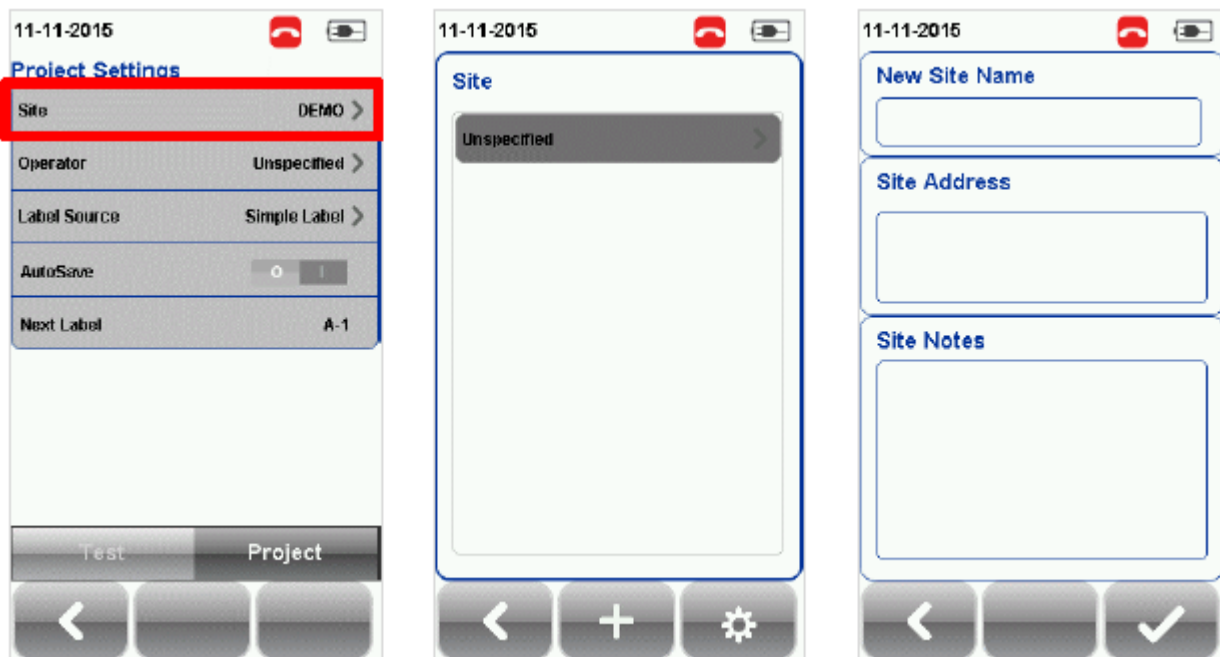 11-11-2015
Project Settings
Site DEMO
Operator Unspecified
Label Source Simple Label
AutoSave O I
Next Label A-1
Test Project
11-11-2015
Site
Unspecified
11-11-2015
New Site Name
Site Address
Site Notes